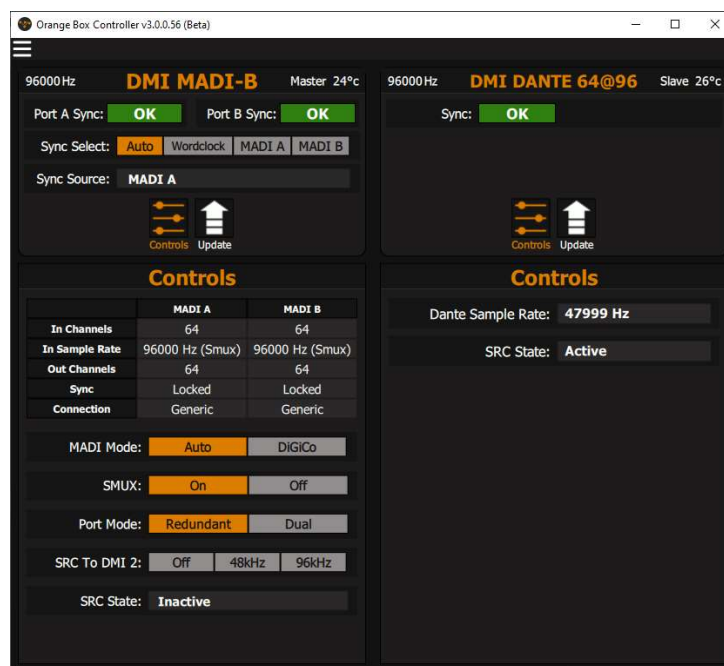 Orange Box Controller v3.0.0.56 (Beta)
96000Hz DMI MADI-B Master 24°c
Port A Sync: OK Port B Sync: OK
Sync Select: Auto Wordclock MADI A MADI B
Sync Source: MADI A
Controls Update
96000Hz DMI DANTE 64@96 Slave 26°c
Sync: OK
Controls Update
Controls
MADI A MADI B
In Channels 64 64
In Sample Rate 96000 Hz (Smux) 96000 Hz (Smux)
Out Channels 64 64
Sync Locked Locked
Connection Generic Generic
MADI Mode: Auto DiGiCo
SMUX: On Off
Port Mode: Redundant Dual
SRC To DMI 2: Off 48kHz 96kHz
SRC State: Inactive
Controls
Dante Sample Rate: 47999 Hz
SRC State: Active